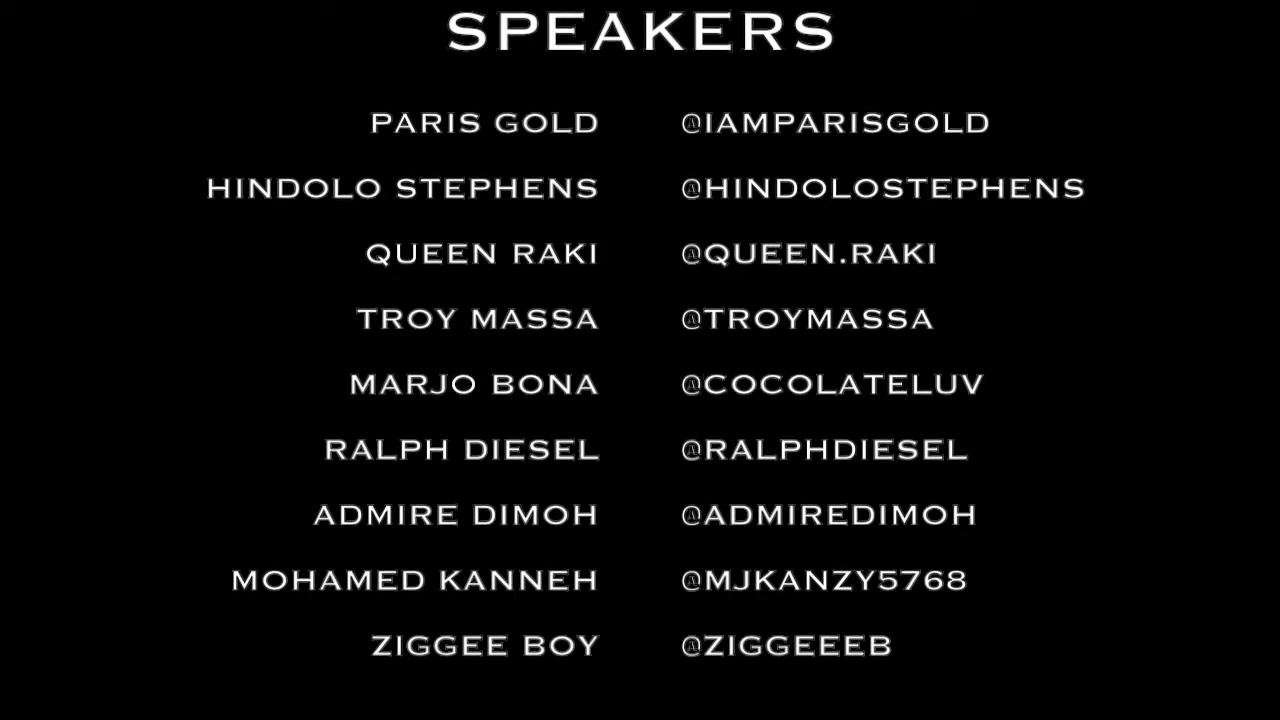 SPEAKERS
PARIS GOLD @IAMPARISGOLD
HINDOLO STEPHENS @HINDOLOSTEPHENS
QUEEN RAKI @QUEEN.RAKI
TROY MASSA @TROYMASSA
MARJO BONA @COCOLATELUV
RALPH DIESEL @RALPHDIESEL
ADMIRE DIMOH @ADMIREDIMOH
MOHAMED KANNEH @MJKANZY5768
ZIGGEE BOY @ZIGGEEEB